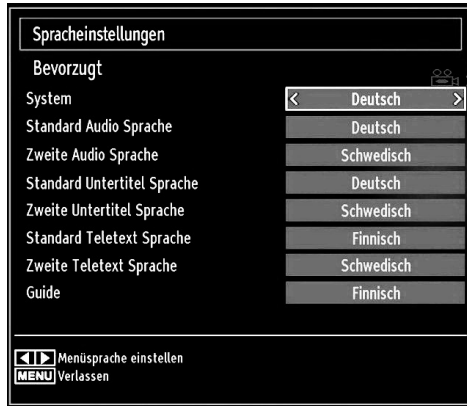 Spracheinstellungen
Bevorzugt
System < Deutsch >
Standard Audio Sprache Deutsch
Zweite Audio Sprache Schwedisch
Standard Untertitel Sprache Deutsch
Zweite Untertitel Sprache Schwedisch
Standard Teletext Sprache Finnisch
Zweite Teletext Sprache Schwedisch
Guide Finnisch
Menüsprache einstellen
MENU Verlassen